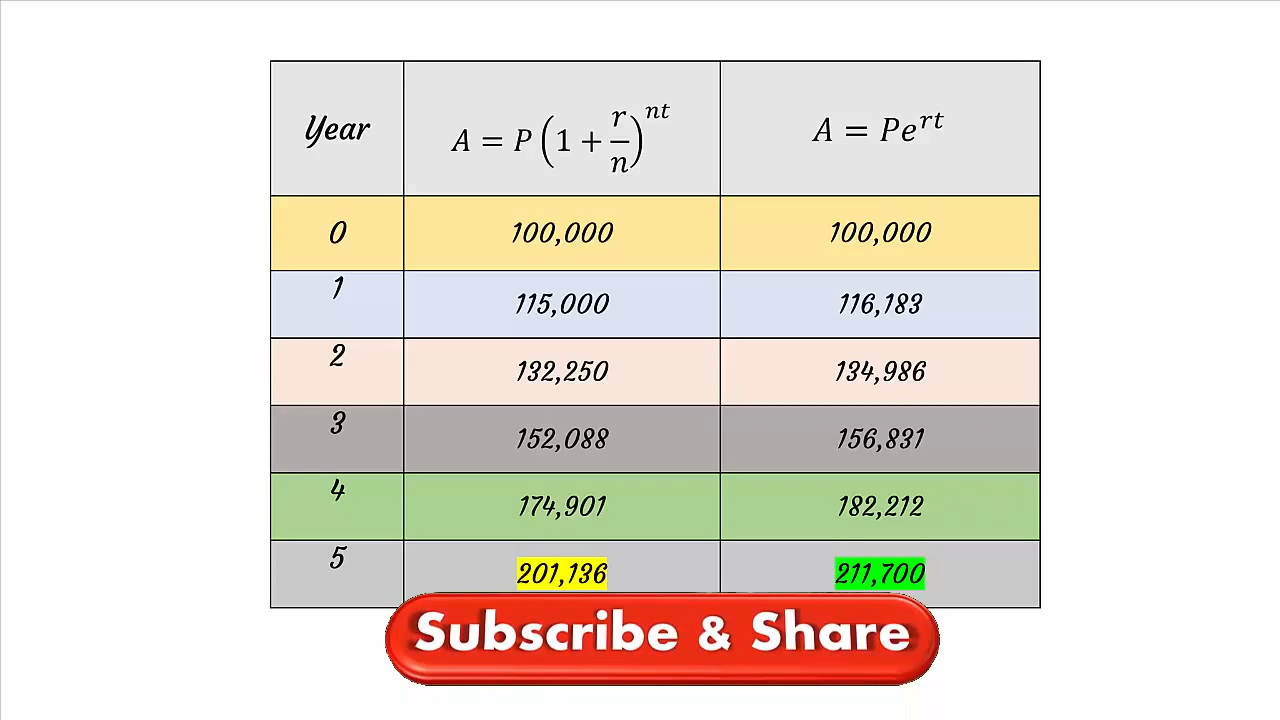 Year A = P(1 + r/n)^nt A = Pe^rt
0 100,000 100,000
1 115,000 116,183
2 132,250 134,986
3 152,088 156,831
4 174,901 182,212
5 201,136 211,700
Subscribe & Share